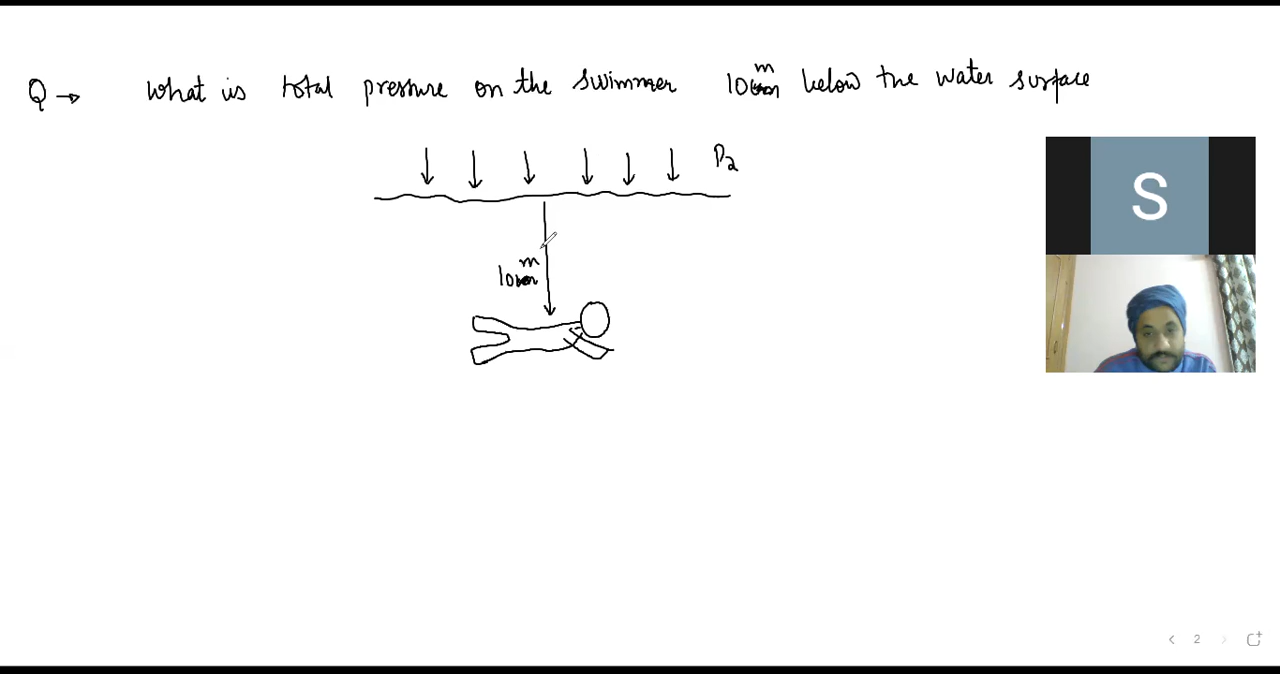 Q → What is total pressure on the swimmer 10m below the water surface
Pa
10m
S
2